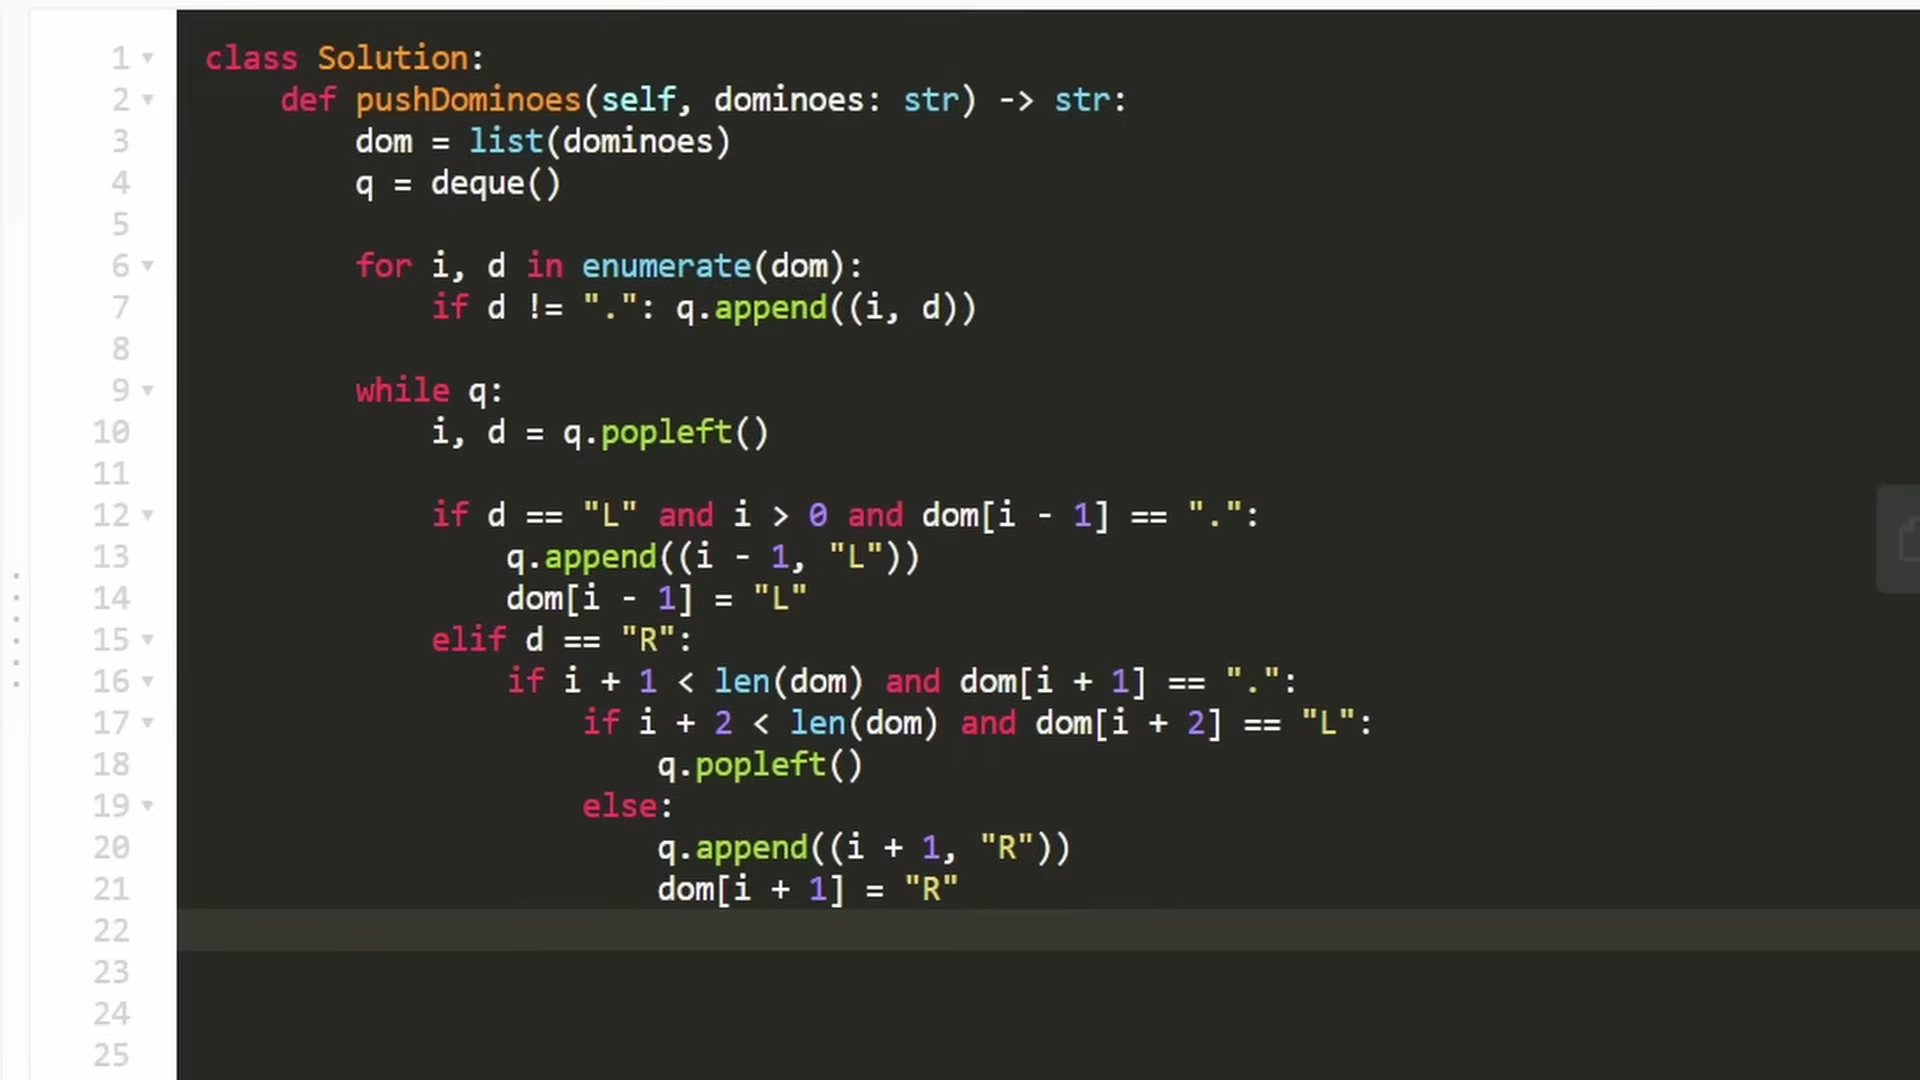 1 class Solution:
2     def pushDominoes(self, dominoes: str) -> str:
3         dom = list(dominoes)
4         q = deque()
5
6         for i, d in enumerate(dom):
7             if d != ".": q.append((i, d))
8
9         while q:
10             i, d = q.popleft()
11
12             if d == "L" and i > 0 and dom[i - 1] == ".":
13                 q.append((i - 1, "L"))
14                 dom[i - 1] = "L"
15             elif d == "R":
16                 if i + 1 < len(dom) and dom[i + 1] == ".":
17                     if i + 2 < len(dom) and dom[i + 2] == "L":
18                         q.popleft()
19                     else:
20                         q.append((i + 1, "R"))
21                         dom[i + 1] = "R"
22
23
24
25